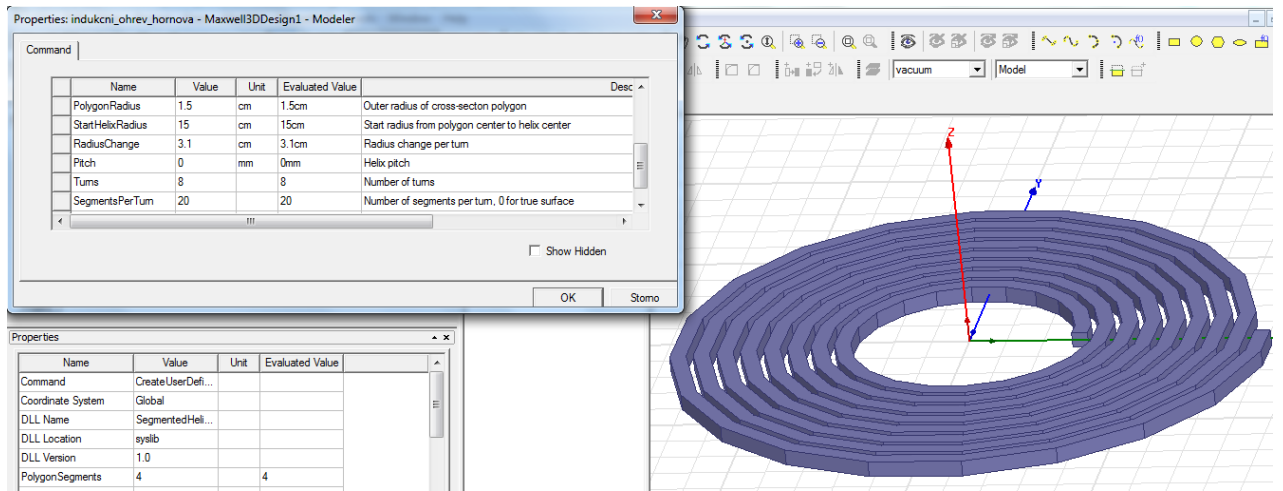 Properties: indukcni_ohrev_hornova - Maxwell3DDesign1 - Modeler
Command
Name Value Unit Evaluated Value Desc
PolygonRadius 1.5 cm 1.5cm Outer radius of cross-secton polygon
StartHelixRadius 15 cm 15cm Start radius from polygon center to helix center
RadiusChange 3.1 cm 3.1cm Radius change per turn
Pitch 0 mm 0mm Helix pitch
Turns 8 8 Number of turns
SegmentsPerTurn 20 20 Number of segments per turn, 0 for true surface
Show Hidden
OK Storno
vacuum Model
Z
Y
Properties
Name Value Unit Evaluated Value
Command CreateUserDefi...
Coordinate System Global
DLL Name SegmentedHeli...
DLL Location syslib
DLL Version 1.0
PolygonSegments 4 4